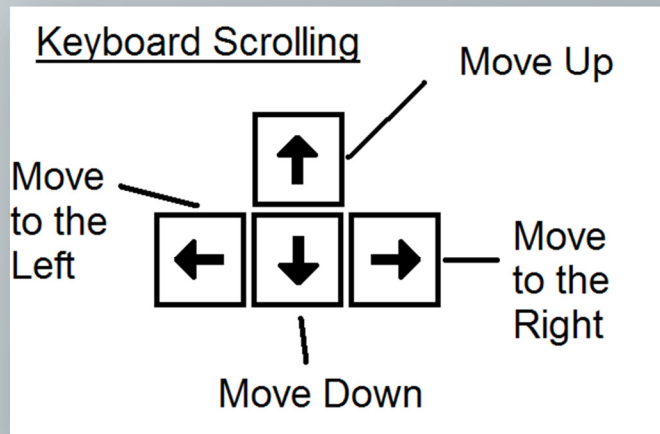 Keyboard Scrolling
Move Up
Move
to the
Left
Move
to the
Right
Move Down